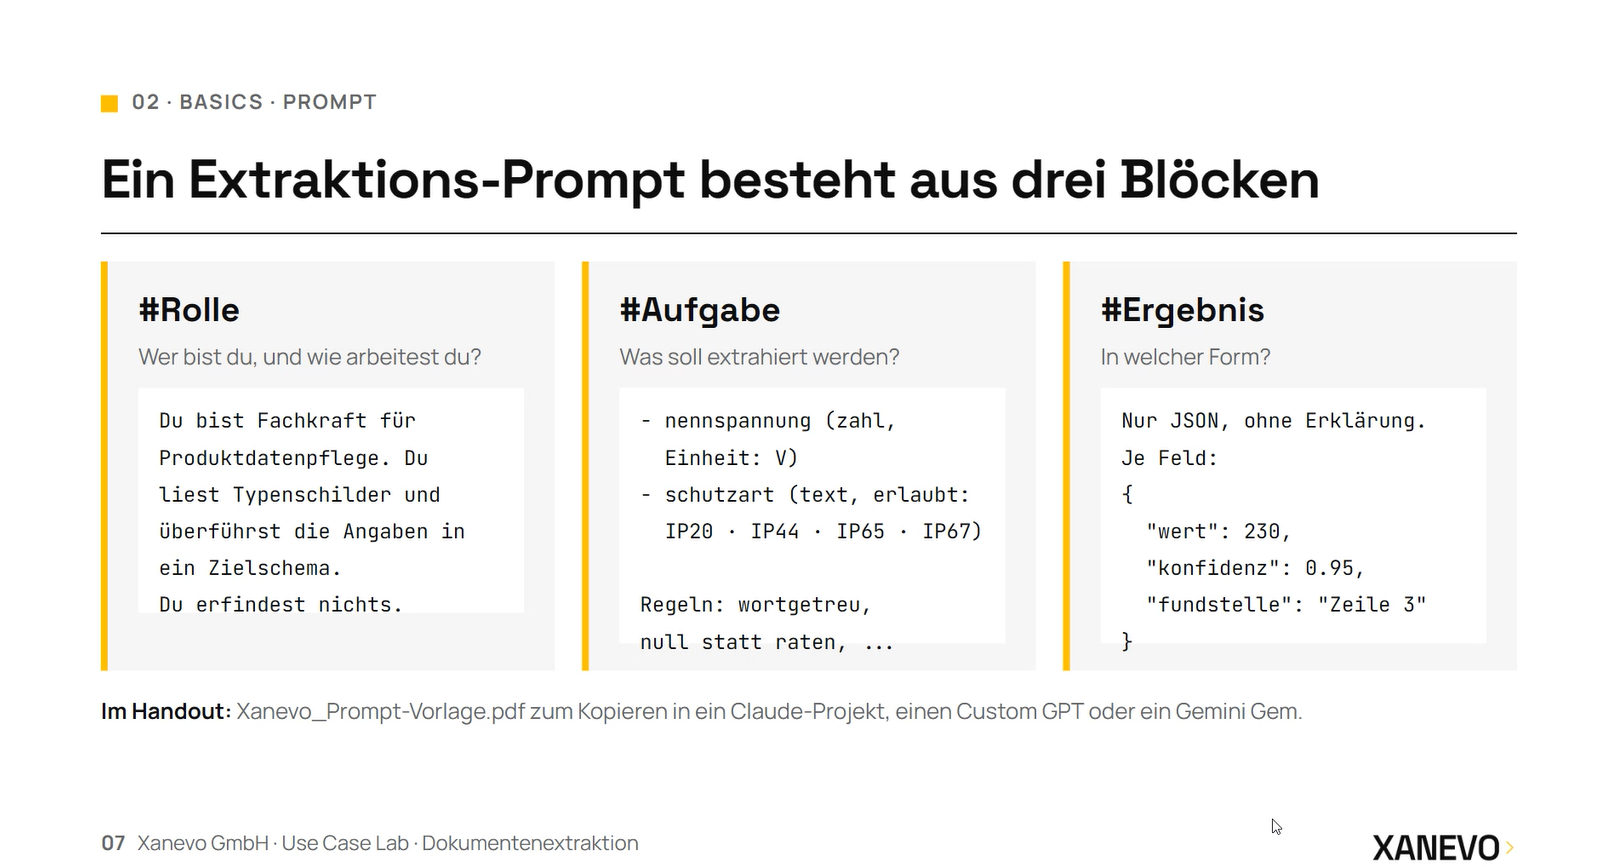 02 · BASICS · PROMPT
Ein Extraktions-Prompt besteht aus drei Blöcken
#Rolle
Wer bist du, und wie arbeitest du?
Du bist Fachkraft für
Produktdatenpflege. Du
liest Typenschilder und
überführst die Angaben in
ein Zielschema.
Du erfindest nichts.
#Aufgabe
Was soll extrahiert werden?
- nennspannung (zahl,
Einheit: V)
- schutzart (text, erlaubt:
IP20 · IP44 · IP65 · IP67)
Regeln: wortgetreu,
null statt raten, ...
#Ergebnis
In welcher Form?
Nur JSON, ohne Erklärung.
Je Feld:
{
"wert": 230,
"konfidenz": 0.95,
"fundstelle": "Zeile 3"
}
Im Handout: Xanevo_Prompt-Vorlage.pdf zum Kopieren in ein Claude-Projekt, einen Custom GPT oder ein Gemini Gem.
07 Xanevo GmbH · Use Case Lab · Dokumentenextraktion
XANEVO